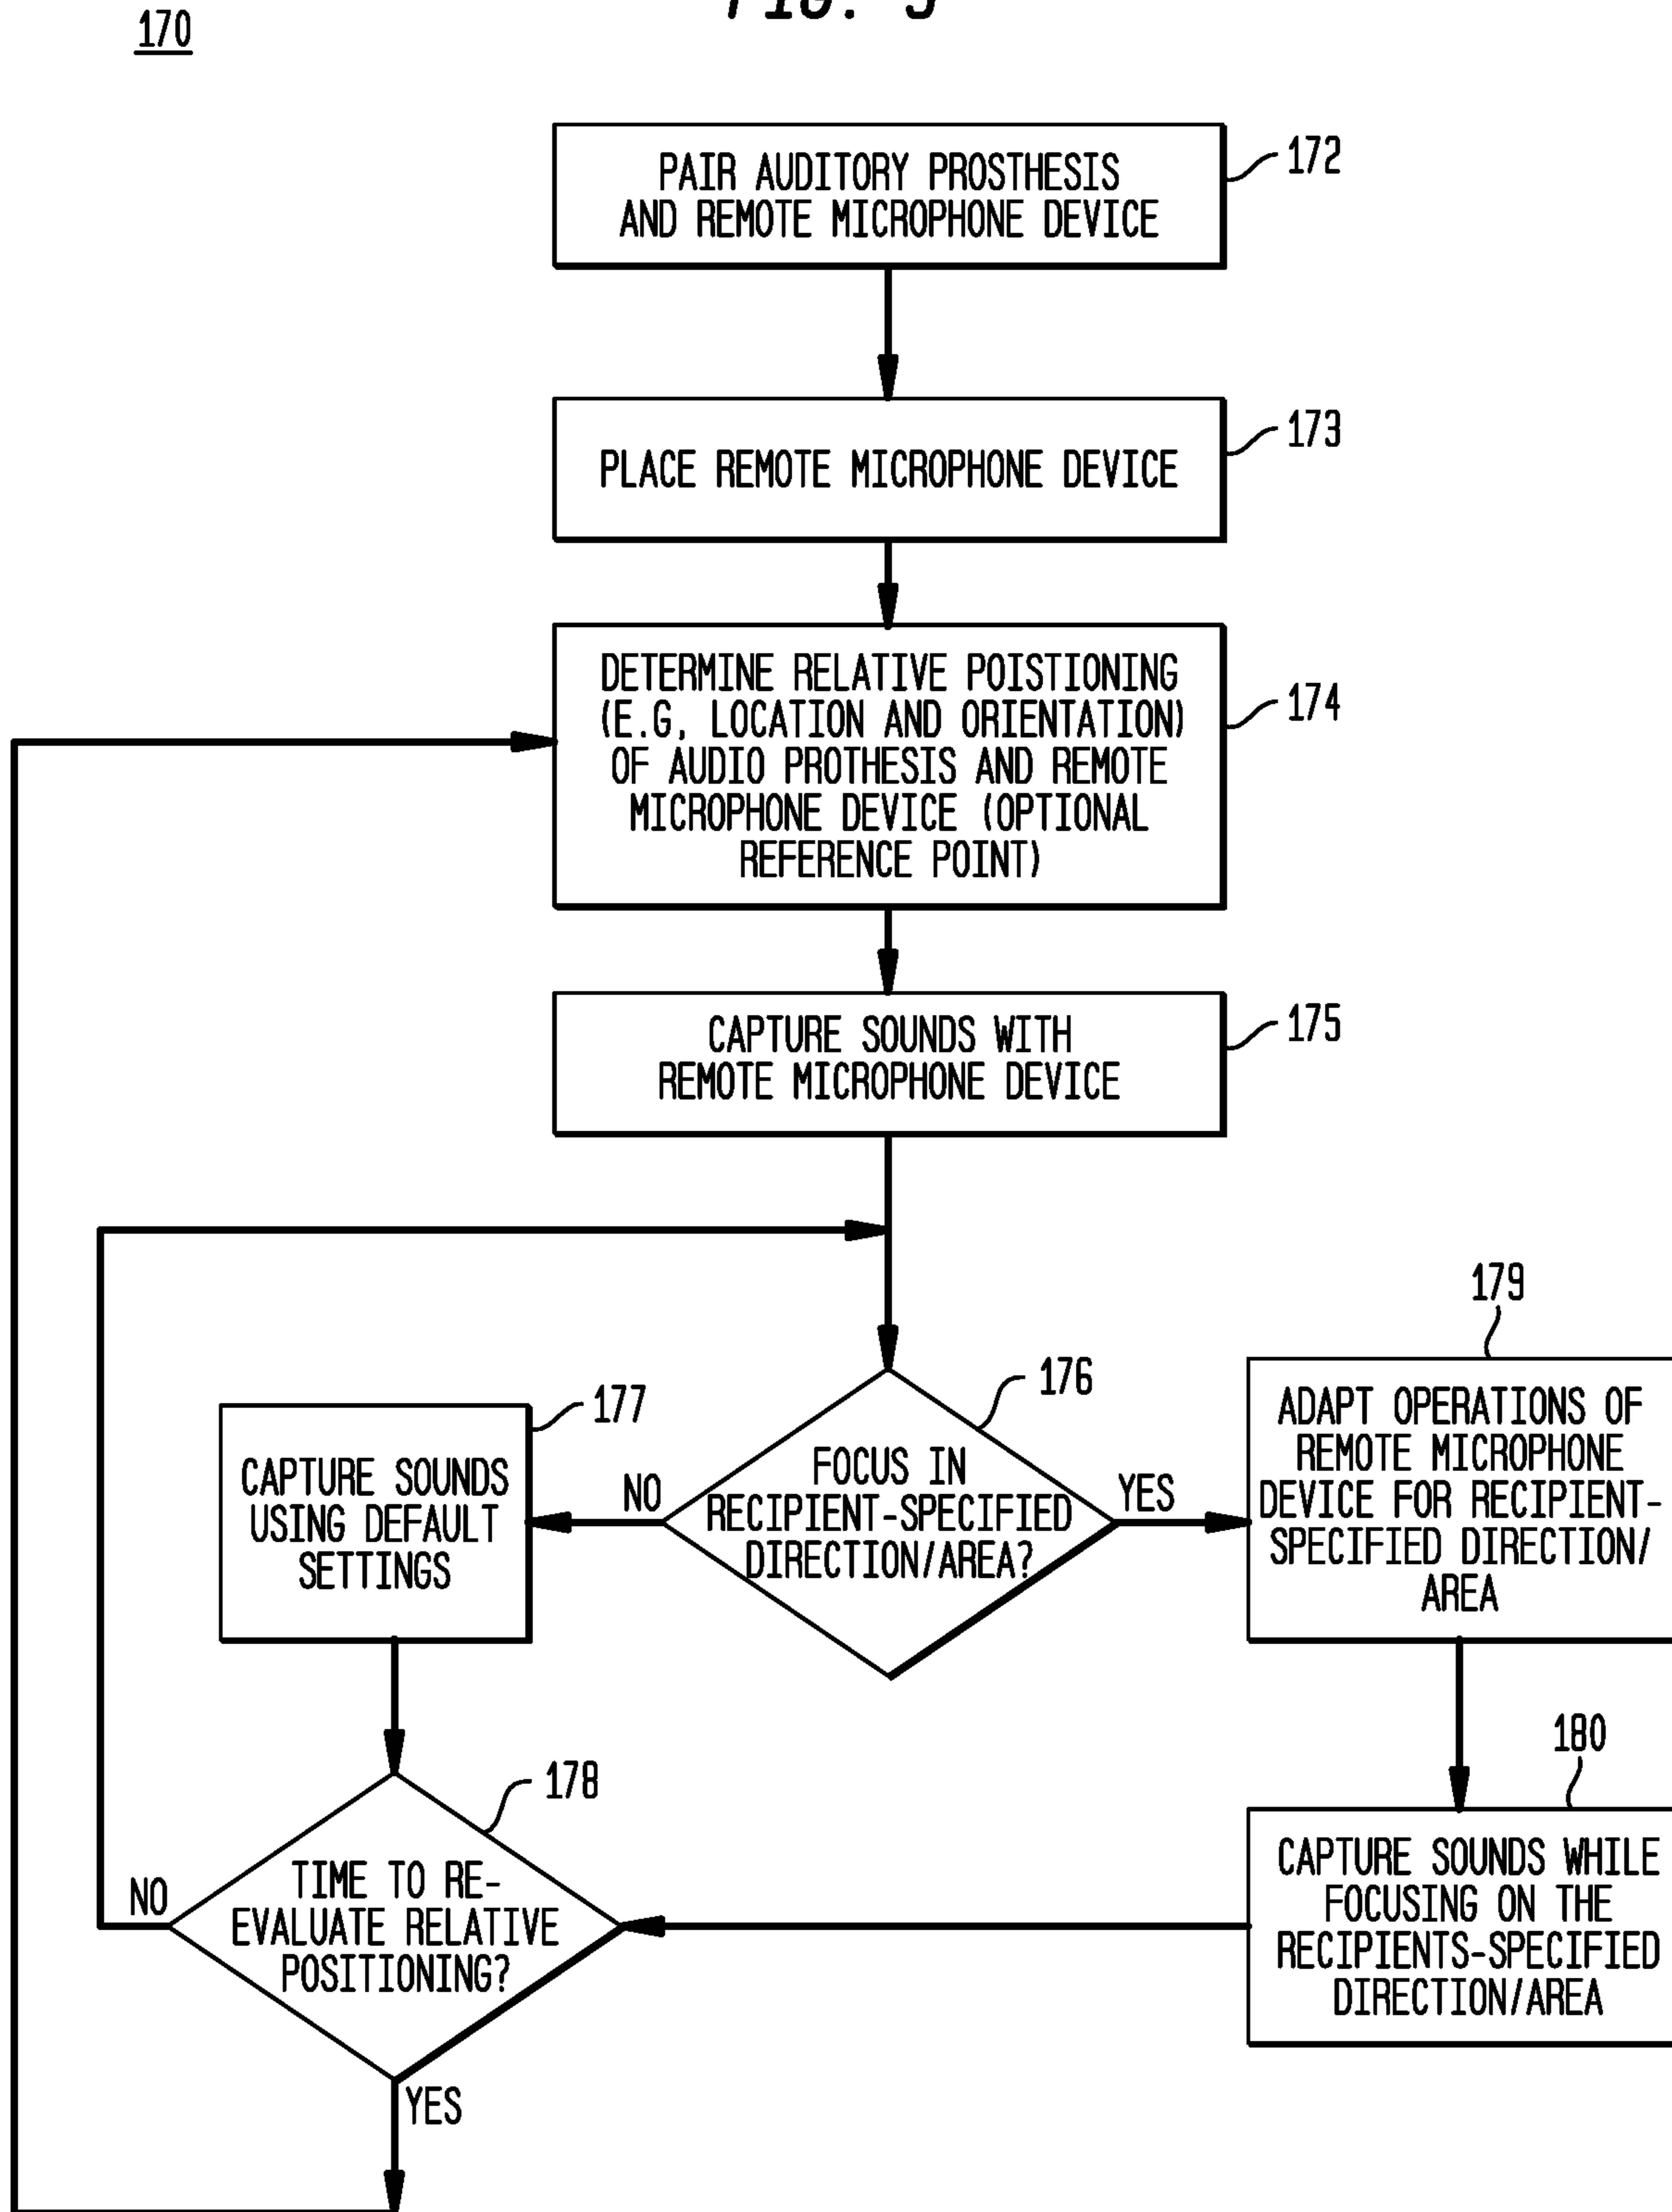 FIG.
170
PAIR AUDITORY PROSTHESIS
AND REMOTE MICROPHONE DEVICE
172
PLACE REMOTE MICROPHONE DEVICE
173
DETERMINE RELATIVE POISTIONING
(E.G, LOCATION AND ORIENTATION)
OF AUDIO PROTHESIS AND REMOTE
MICROPHONE DEVICE (OPTIONAL
REFERENCE POINT)
174
CAPTURE SOUNDS WITH
REMOTE MICROPHONE DEVICE
175
176
FOCUS IN
RECIPIENT-SPECIFIED
DIRECTION/AREA?
NO
YES
177
CAPTURE SOUNDS
USING DEFAULT
SETTINGS
179
ADAPT OPERATIONS OF
REMOTE MICROPHONE
DEVICE FOR RECIPIENT-
SPECIFIED DIRECTION/
AREA
178
TIME TO RE-
EVALUATE RELATIVE
POSITIONING?
NO
YES
180
CAPTURE SOUNDS WHILE
FOCUSING ON THE
RECIPIENTS-SPECIFIED
DIRECTION/AREA